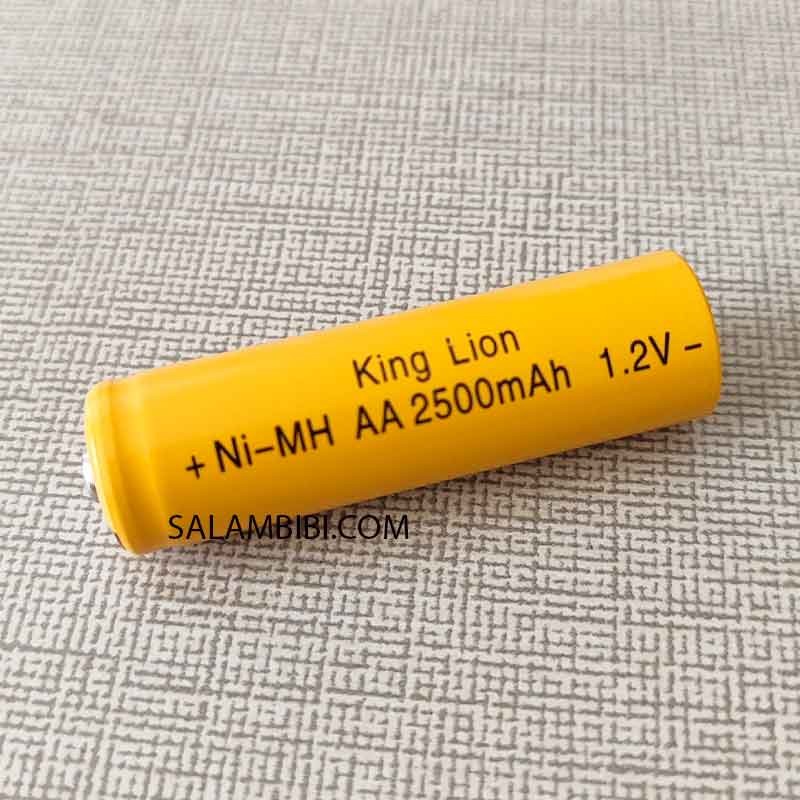 King Lion
+ Ni-MH AA 2500mAh 1.2V -
SALAMBIBI.COM